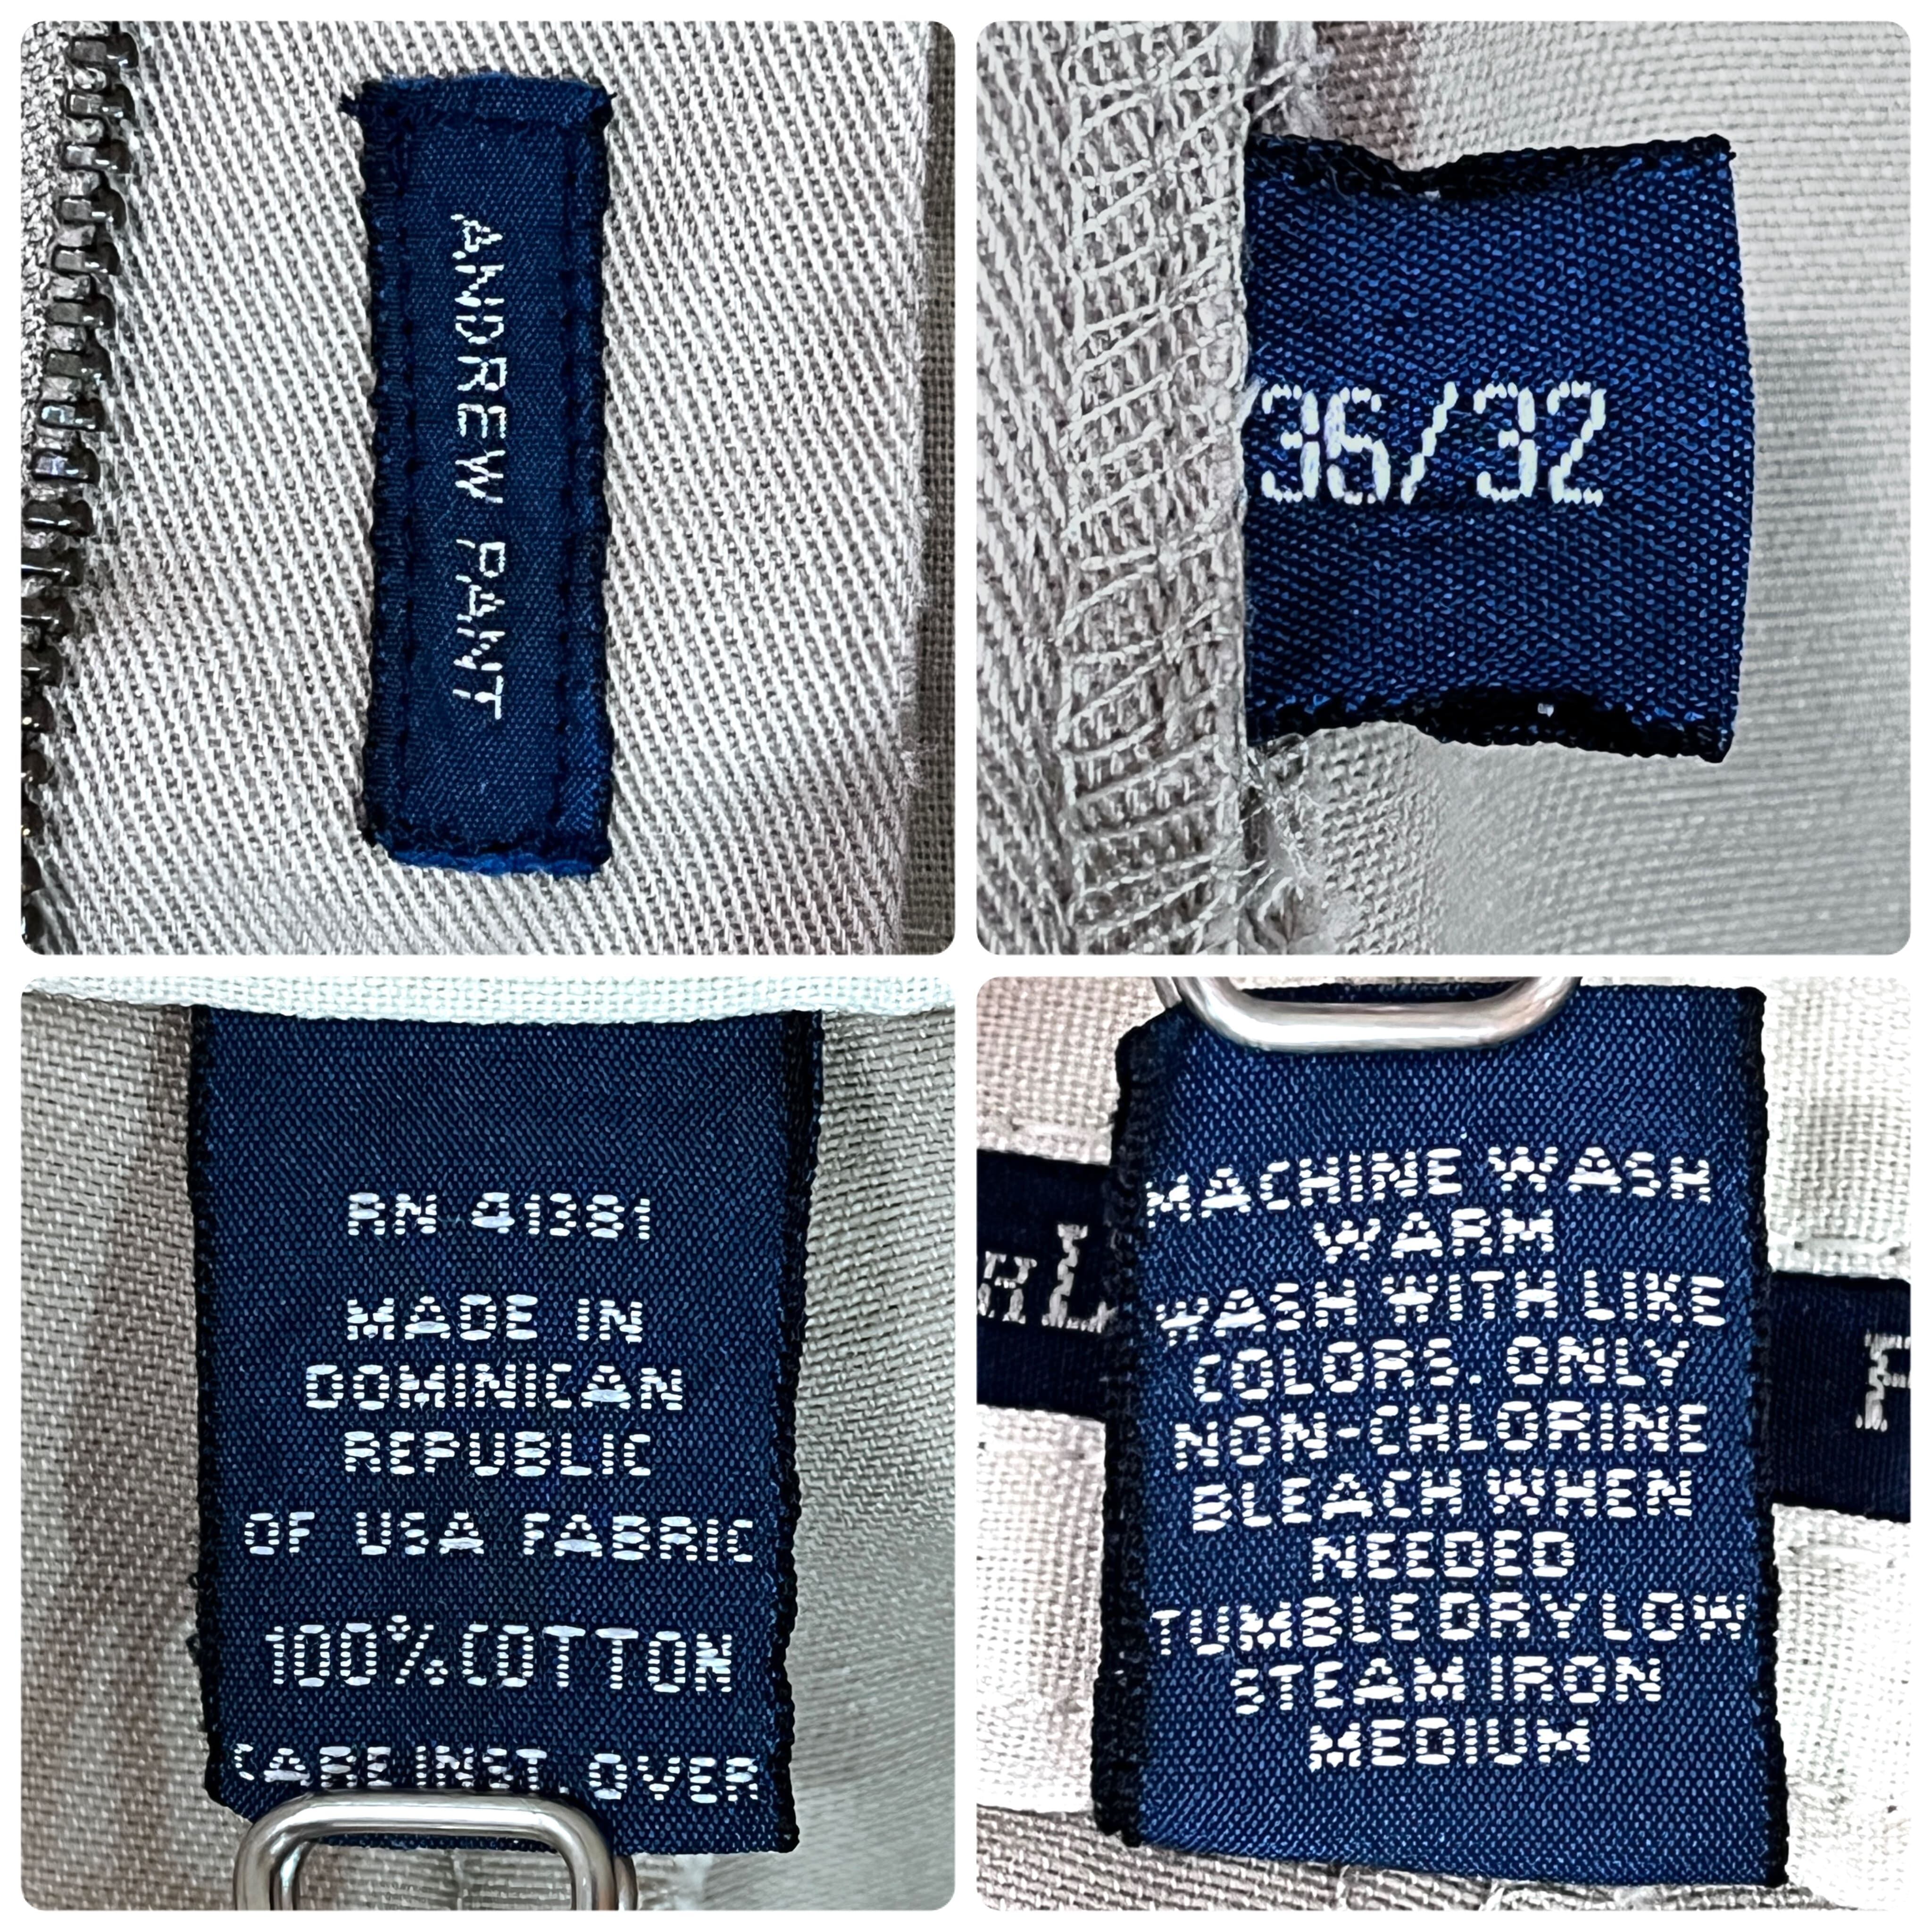 ANDREW PANT
36/32
RN 41381
MADE IN
DOMINICAN
REPUBLIC
OF USA FABRIC
100% COTTON
CARE INST. OVER
MACHINE WASH
WARM
WASH WITH LIKE
COLORS. ONLY
NON-CHLORINE
BLEACH WHEN
NEEDED
TUMBLE DRY LOW
STEAM IRON
MEDIUM